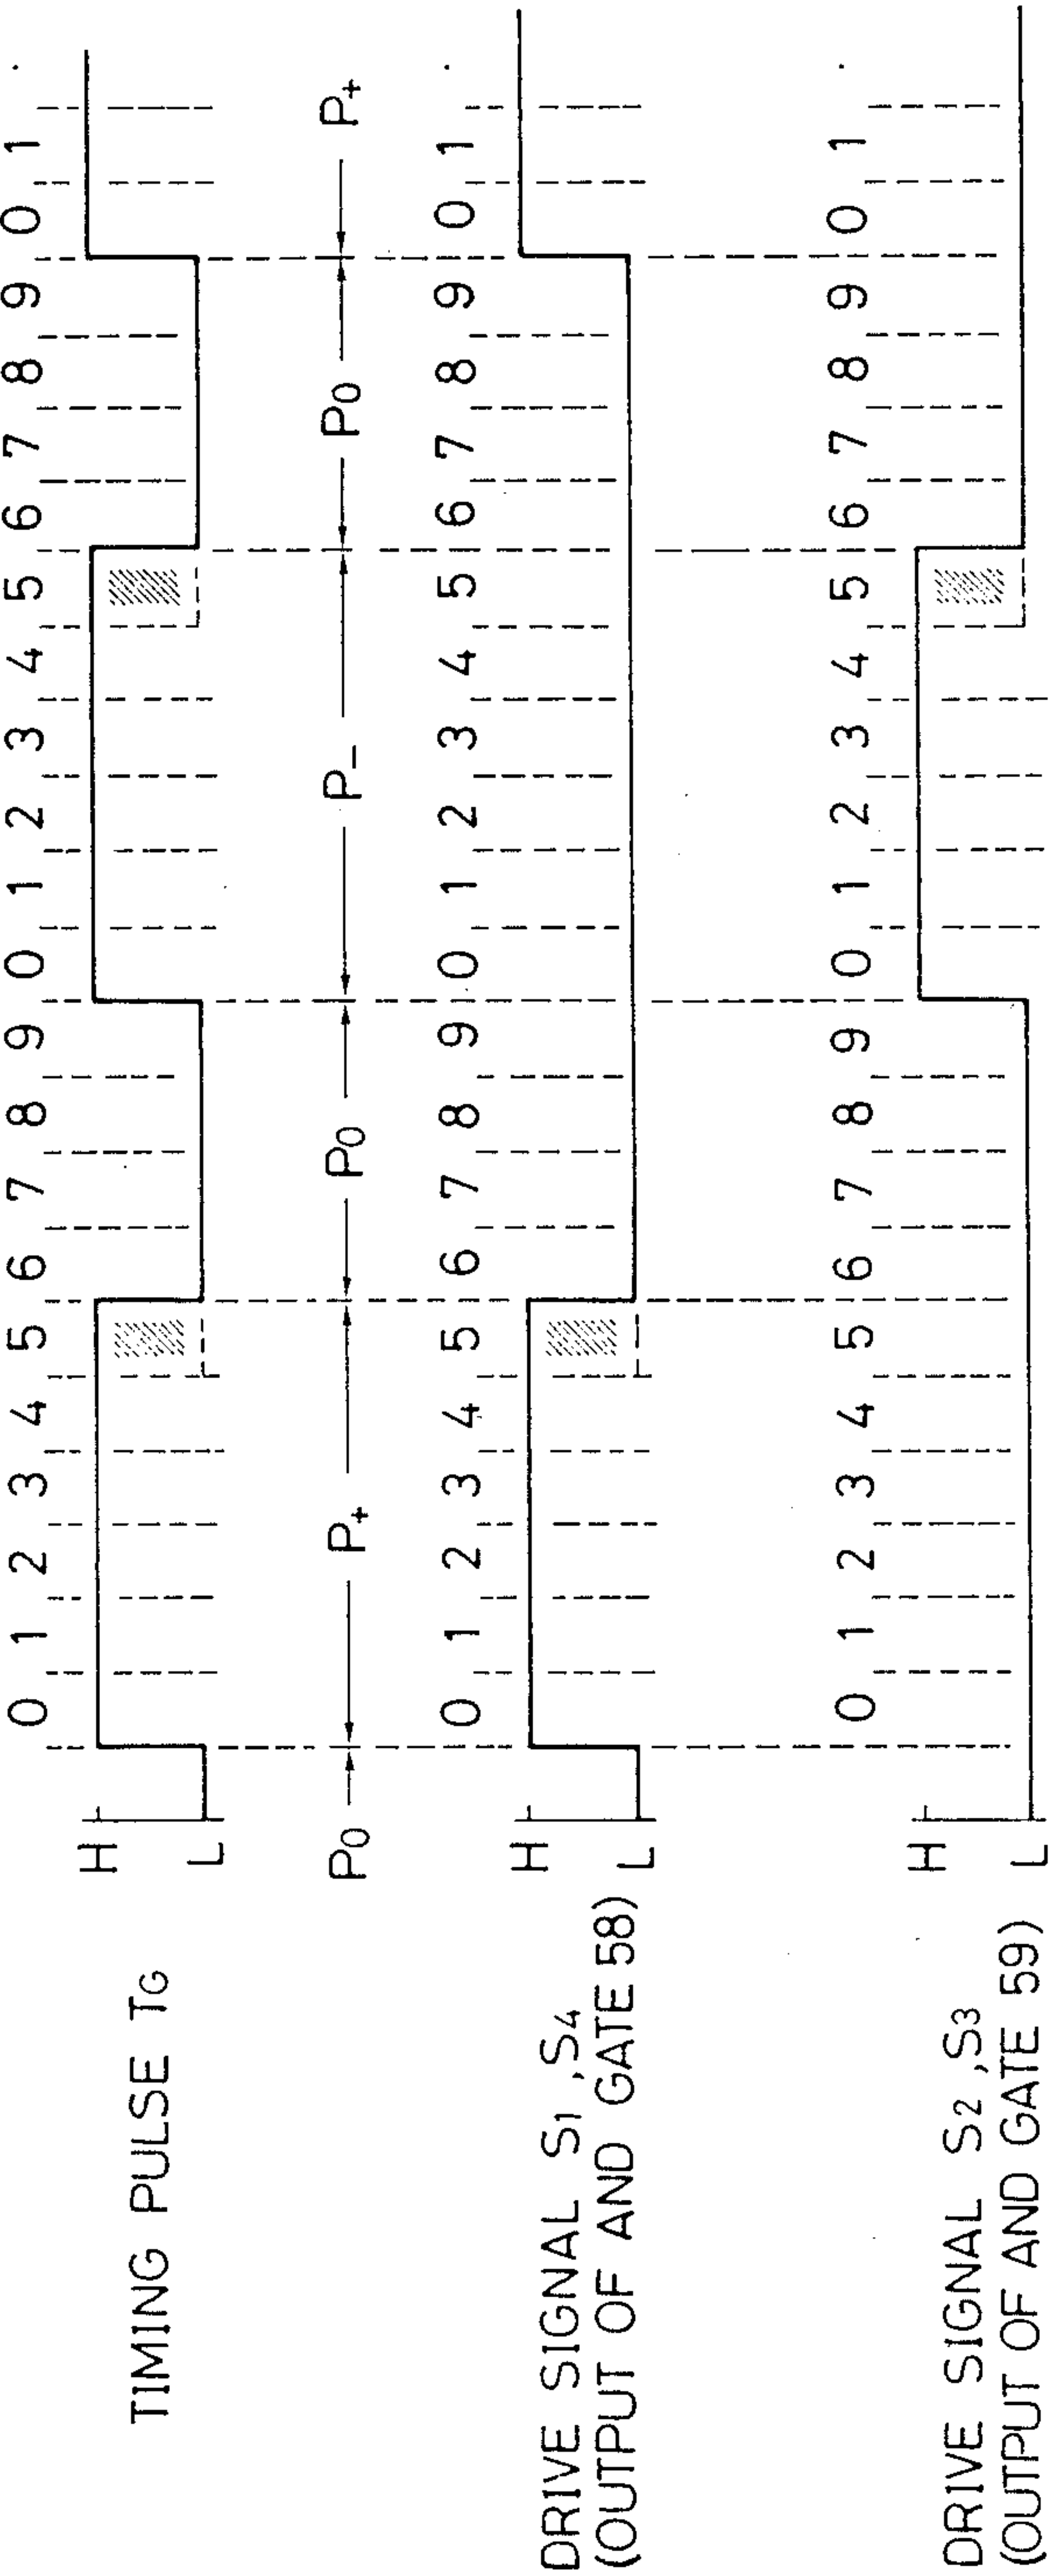 0 1 2 3 4 5 6 7 8 9 0 1 2 3 4 5 6 7 8 9 0 1
H
TIMING PULSE TG
L
P0 P+ P0 P- P0 P+
0 1 2 3 4 5 6 7 8 9 0 1 2 3 4 5 6 7 8 9 0 1
H
DRIVE SIGNAL S1, S4
(OUTPUT OF AND GATE 58)
L
0 1 2 3 4 5 6 7 8 9 0 1 2 3 4 5 6 7 8 9 0 1
H
DRIVE SIGNAL S2, S3
(OUTPUT OF AND GATE 59)
L